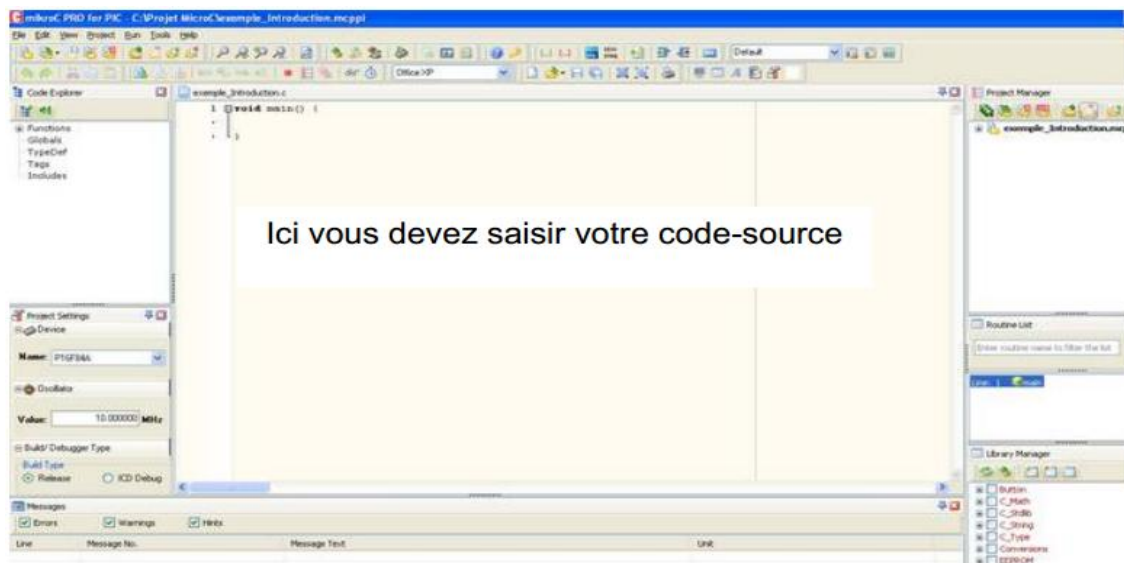 mikroC PRO for PIC - C:\Projet MicroC\exemple_Introduction.mcppi
File Edit View Project Run Tools Help
Default
Office XP
Code Explorer
Functions
Globals
TypeDef
Tags
Includes
exemple_Introduction.c
1 void main() {
}
Ici vous devez saisir votre code-source
Project Manager
exemple_Introduction.mcp
Project Settings
Device
Name: P16F84A
Oscillator
Value: 10.000000 MHz
Build/ Debugger Type
Build Type
Release ICD Debug
Routine List
Enter routine name to filter the list
Line: 1 main
Library Manager
Button
C_Math
C_Stdlib
C_String
C_Type
Conversions
EEPROM
Messages
Errors Warnings Hints
Line Message No. Message Text Unit